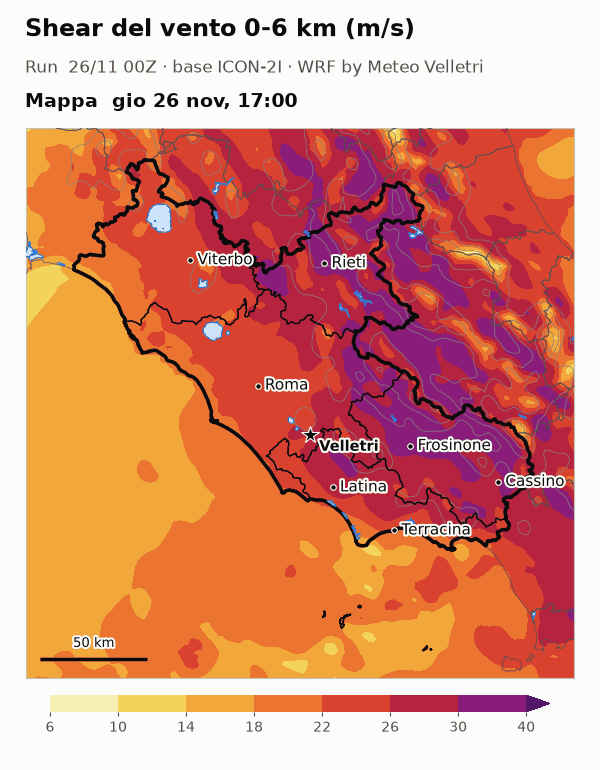 Shear del vento 0-6 km (m/s)
Run  26/11 00Z · base ICON-2I · WRF by Meteo Velletri
Mappa  gio 26 nov, 17:00
Viterbo
Rieti
Roma
Velletri
Frosinone
Cassino
Latina
Terracina
50 km
6 10 14 18 22 26 30 40